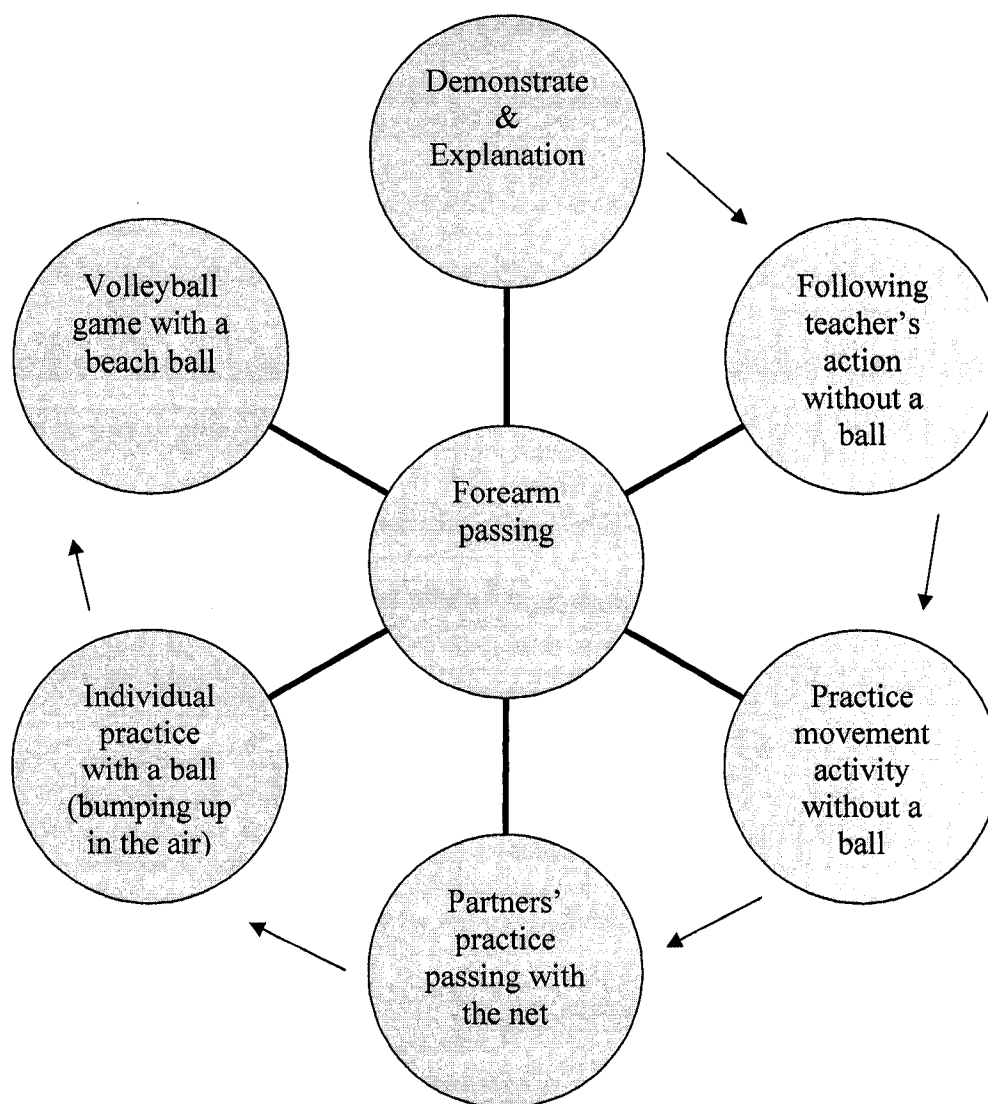 Demonstrate
&
Explanation
Following
teacher's
action
without a
ball
Practice
movement
activity
without a
ball
Partners'
practice
passing with
the net
Individual
practice
with a ball
(bumping up
in the air)
Volleyball
game with a
beach ball
Forearm
passing